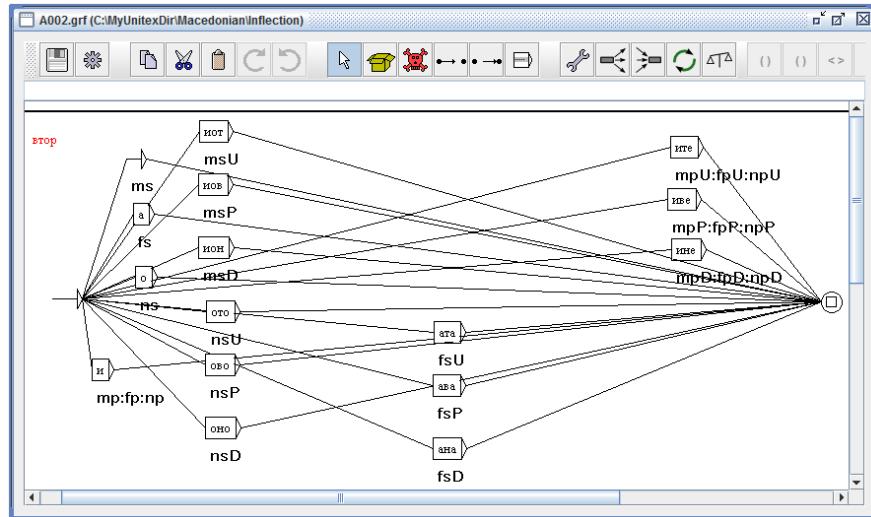 A002.grf (C:\MyUnitexDir\Macedonian\Inflection)
( )
( )
< >
втор
ms
иот
msU
иов
msP
а
fs
ион
msD
о
ns
ото
nsU
и
mp:fp:np
ово
nsP
оно
nsD
ата
fsU
ава
fsP
ана
fsD
ите
mpU:fpU:npU
иве
mpP:fpP:npP
ине
mpD:fpD:npD